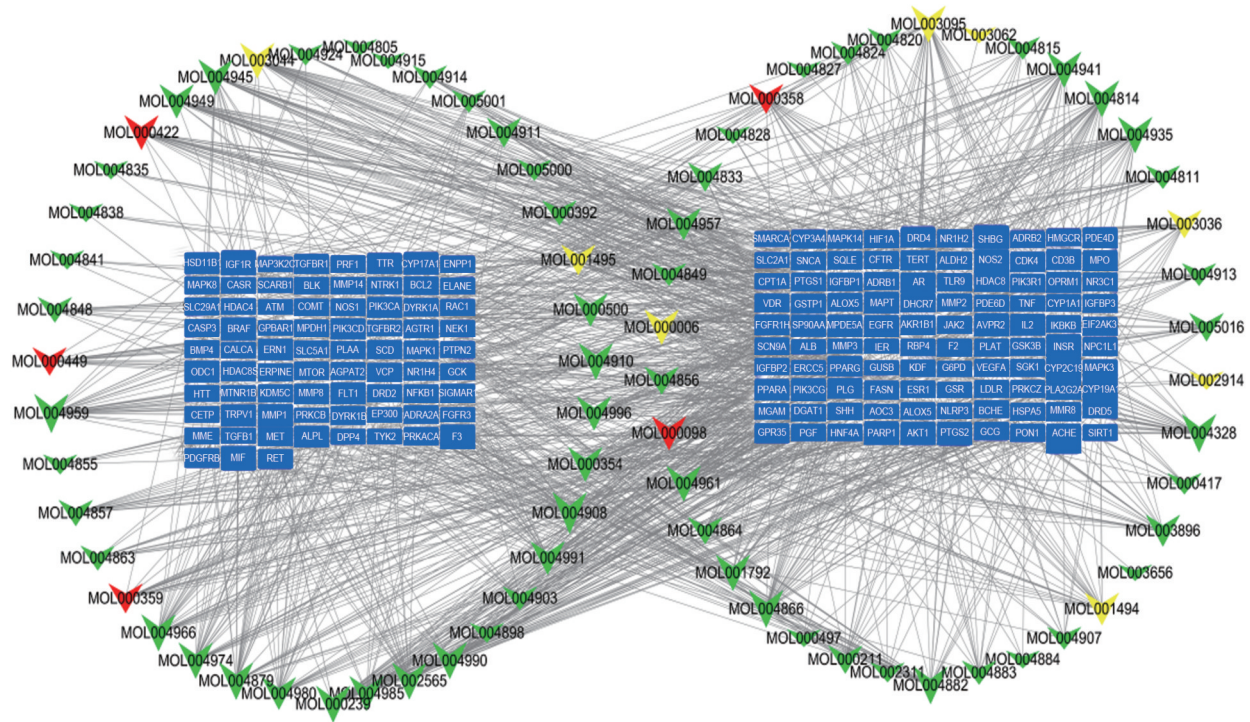 MOL003044
MOL004924
MOL004805
MOL004915
MOL004914
MOL005001
MOL004911
MOL005000
MOL000392
MOL001495
MOL000500
MOL004910
MOL004996
MOL000354
MOL004908
MOL004991
MOL004903
MOL004898
MOL004990
MOL002565
MOL004985
MOL000239
MOL004980
MOL004879
MOL004974
MOL004966
MOL000359
MOL004863
MOL004857
MOL004855
MOL004959
MOL000449
MOL004848
MOL004841
MOL004838
MOL004835
MOL000422
MOL004949
MOL004945
HSD11B1 IGF1R MAP3K2C TGFBR1 PRF1 TTR CYP17A1 ENPP1
MAPK8 CASR SCARB1 BLK MMP14 NTRK1 BCL2 ELANE
SLC29A1 HDAC4 ATM COMT NOS1 PIK3CA DYRK1A RAC1
CASP3 BRAF GPBAR1 MPDH1 PIK3CD TGFBR2 AGTR1 NEK1
BMP4 CALCA ERN1 SLC5A1 PLAA SCD MAPK1 PTPN2
ODC1 HDAC8S ERPINE MTOR AGPAT2 VCP NR1H4 GCK
HTT MTNR1B KDM5C MMP8 FLT1 DRD2 NFKB1 SIGMAR
CETP TRPV1 MMP1 PRKCB DYRK1B EP300 ADRA2A FGFR3
MME TGFB1 MET ALPL DPP4 TYK2 PRKACA F3
PDGFRB MIF RET
MOL003095
MOL003062
MOL004815
MOL004941
MOL004814
MOL004935
MOL004811
MOL003036
MOL004913
MOL005016
MOL002914
MOL004328
MOL000417
MOL003896
MOL003656
MOL001494
MOL004907
MOL004884
MOL004883
MOL004882
MOL002311
MOL000211
MOL000497
MOL004866
MOL001792
MOL004864
MOL004961
MOL000098
MOL004856
MOL000006
MOL004849
MOL004957
MOL004833
MOL004828
MOL000358
MOL004827
MOL004824
MOL004820
SMARCA CYP3A4 MAPK14 HIF1A DRD4 NR1H2 SHBG ADRB2 HMGCR PDE4D
SLC2A1 SNCA SQLE CFTR TERT ALDH2 NOS2 CDK4 CD3B MPO
CPT1A PTGS1 IGFBP1 ADRB1 AR TLR9 HDAC8 PIK3R1 OPRM1 NR3C1
VDR GSTP1 ALOX5 MAPT DHCR7 MMP2 PDE6D TNF CYP1A1 IGFBP3
FGFR1H SP90AA MPDE5A EGFR AKR1B1 JAK2 AVPR2 IL2 IKBKB EIF2AK3
SCN9A ALB MMP3 IER RBP4 F2 PLAT GSK3B INSR NPC1L1
IGFBP2 ERCC5 PPARG GUSB KDF G6PD VEGFA SGK1 CYP2C19 MAPK3
PPARA PIK3CG PLG FASN ESR1 GSR LDLR PRKCZ PLA2G2A CYP19A1
MGAM DGAT1 SHH AOC3 ALOX5 NLRP3 BCHE HSPA5 MMR8 DRD5
GPR35 PGF HNF4A PARP1 AKT1 PTGS2 GCG PON1 ACHE SIRT1